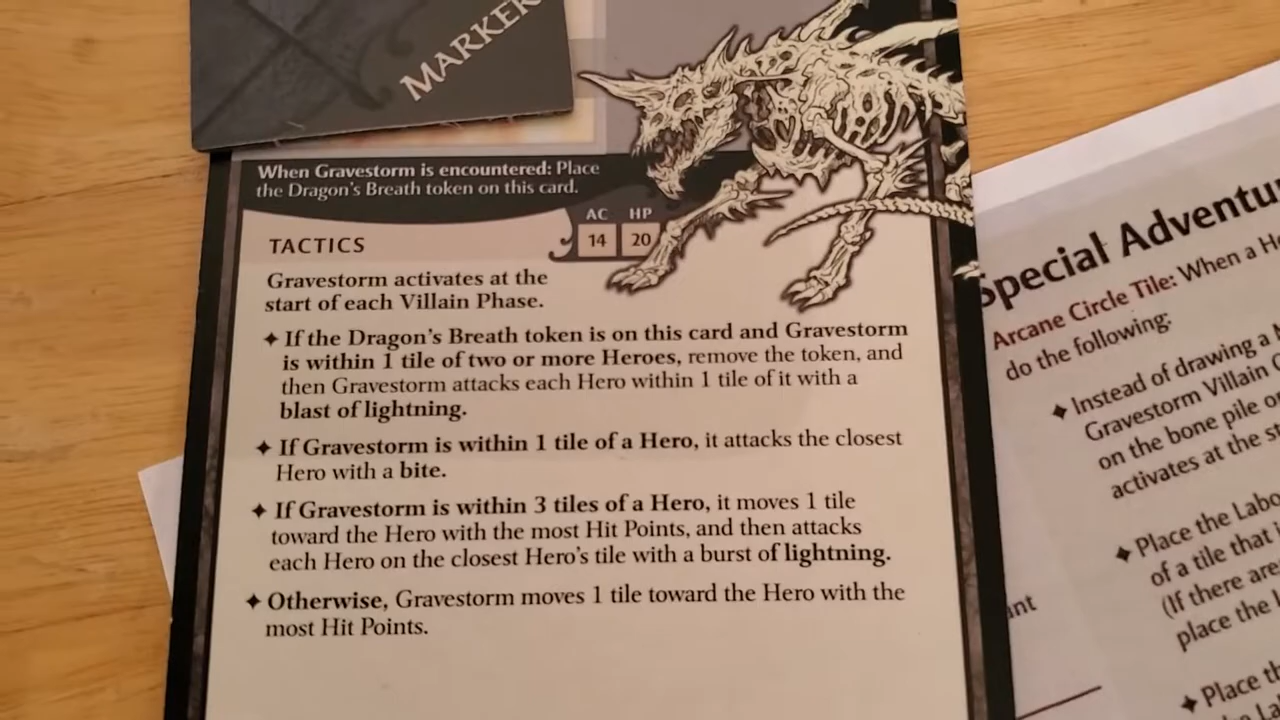 MARKER
When Gravestorm is encountered: Place
the Dragon's Breath token on this card.
AC HP
14 20
TACTICS
Gravestorm activates at the
start of each Villain Phase.
✦ If the Dragon's Breath token is on this card and Gravestorm
is within 1 tile of two or more Heroes, remove the token, and
then Gravestorm attacks each Hero within 1 tile of it with a
blast of lightning.
✦ If Gravestorm is within 1 tile of a Hero, it attacks the closest
Hero with a bite.
✦ If Gravestorm is within 3 tiles of a Hero, it moves 1 tile
toward the Hero with the most Hit Points, and then attacks
each Hero on the closest Hero's tile with a burst of lightning.
✦ Otherwise, Gravestorm moves 1 tile toward the Hero with the
most Hit Points.
Special
Arcane Circle Tile: When a
do the following:
✦ Instead of drawing a
Gravestorm Villain
on the bone pile
activates at the
✦ Place the
of a tile that
(If there are
place the
✦ Place